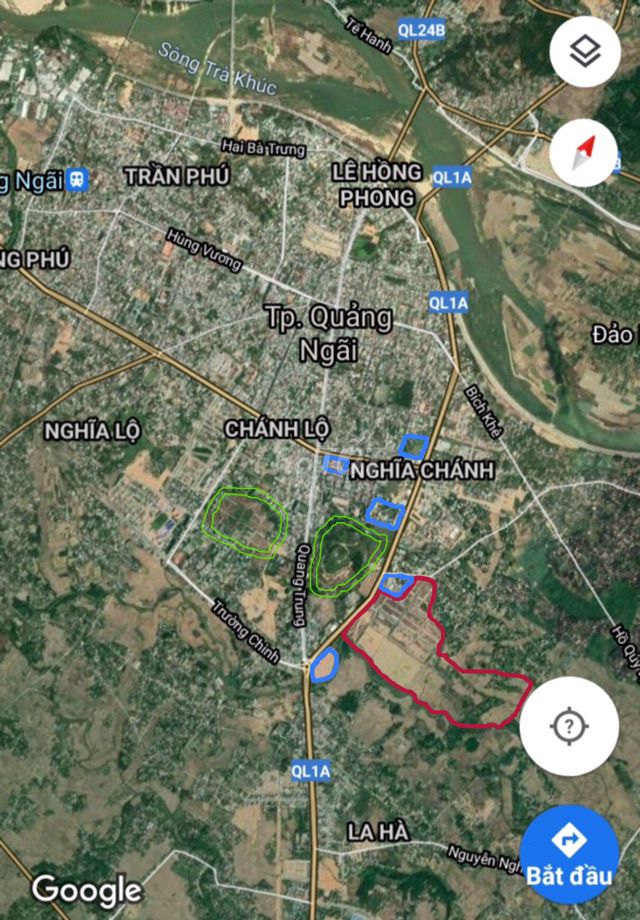 QL24B
Tế Hanh
Sông Trà Khúc
Hai Bà Trưng
g Ngãi
TRẦN PHÚ
LÊ HỒNG
PHONG
QL1A
B
NG PHÚ
Hùng Vương
QL1A
Tp. Quảng
Ngãi
Đảo
Bích Khê
NGHĨA LỘ
CHÁNH LỘ
NGHĨA CHÁNH
Quang Trung
Trường Chinh
Hồ Quý
?
QL1A
LA HÀ
Nguyễn Ngh
Google
Bắt đầu